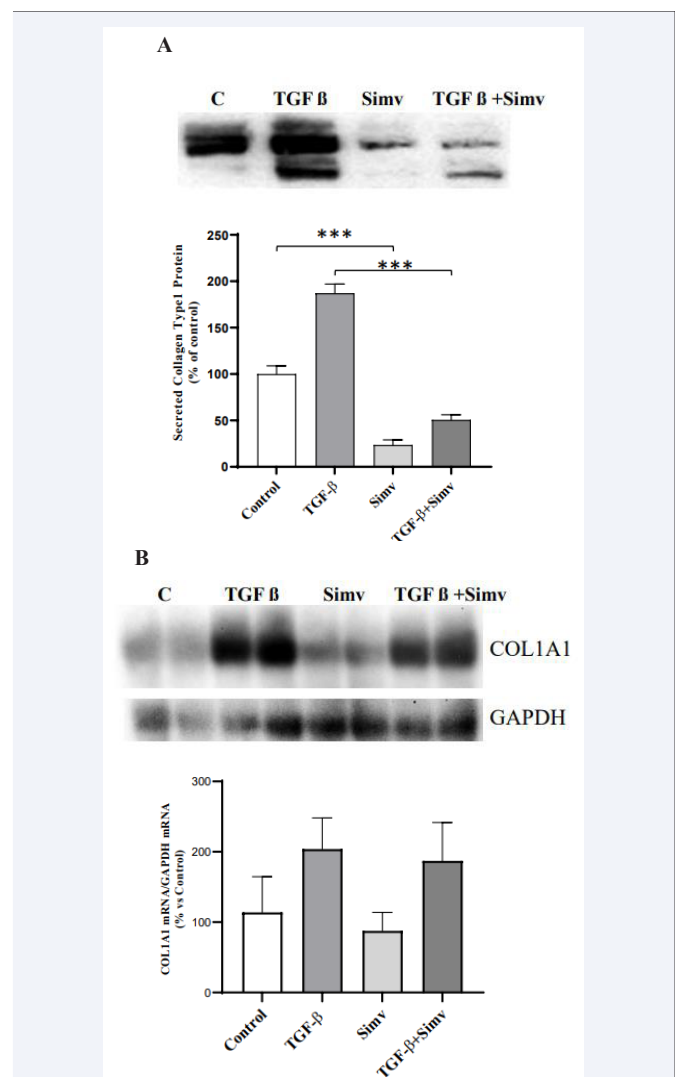 A
C TGF ß Simv TGF ß +Simv
Secreted Collagen Type1 Protein
(% of control)
250
200
150
100
50
0
***
***
Control
TGF-β
Simv
TGF-β+Simv
B
C TGF ß Simv TGF ß +Simv
COL1A1
GAPDH
COL1A1 mRNA/GAPDH mRNA
(% vs Control)
300
200
100
0
Control
TGF-β
Simv
TGF-β+Simv